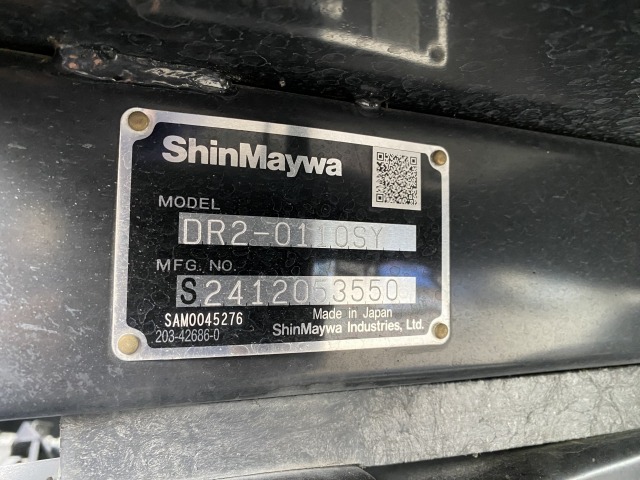 ShinMaywa
MODEL
DR2-0110SY
MFG. NO.
S2412053550
SAM0045276
Made in Japan
203-42686-0
ShinMaywa Industries, Ltd.